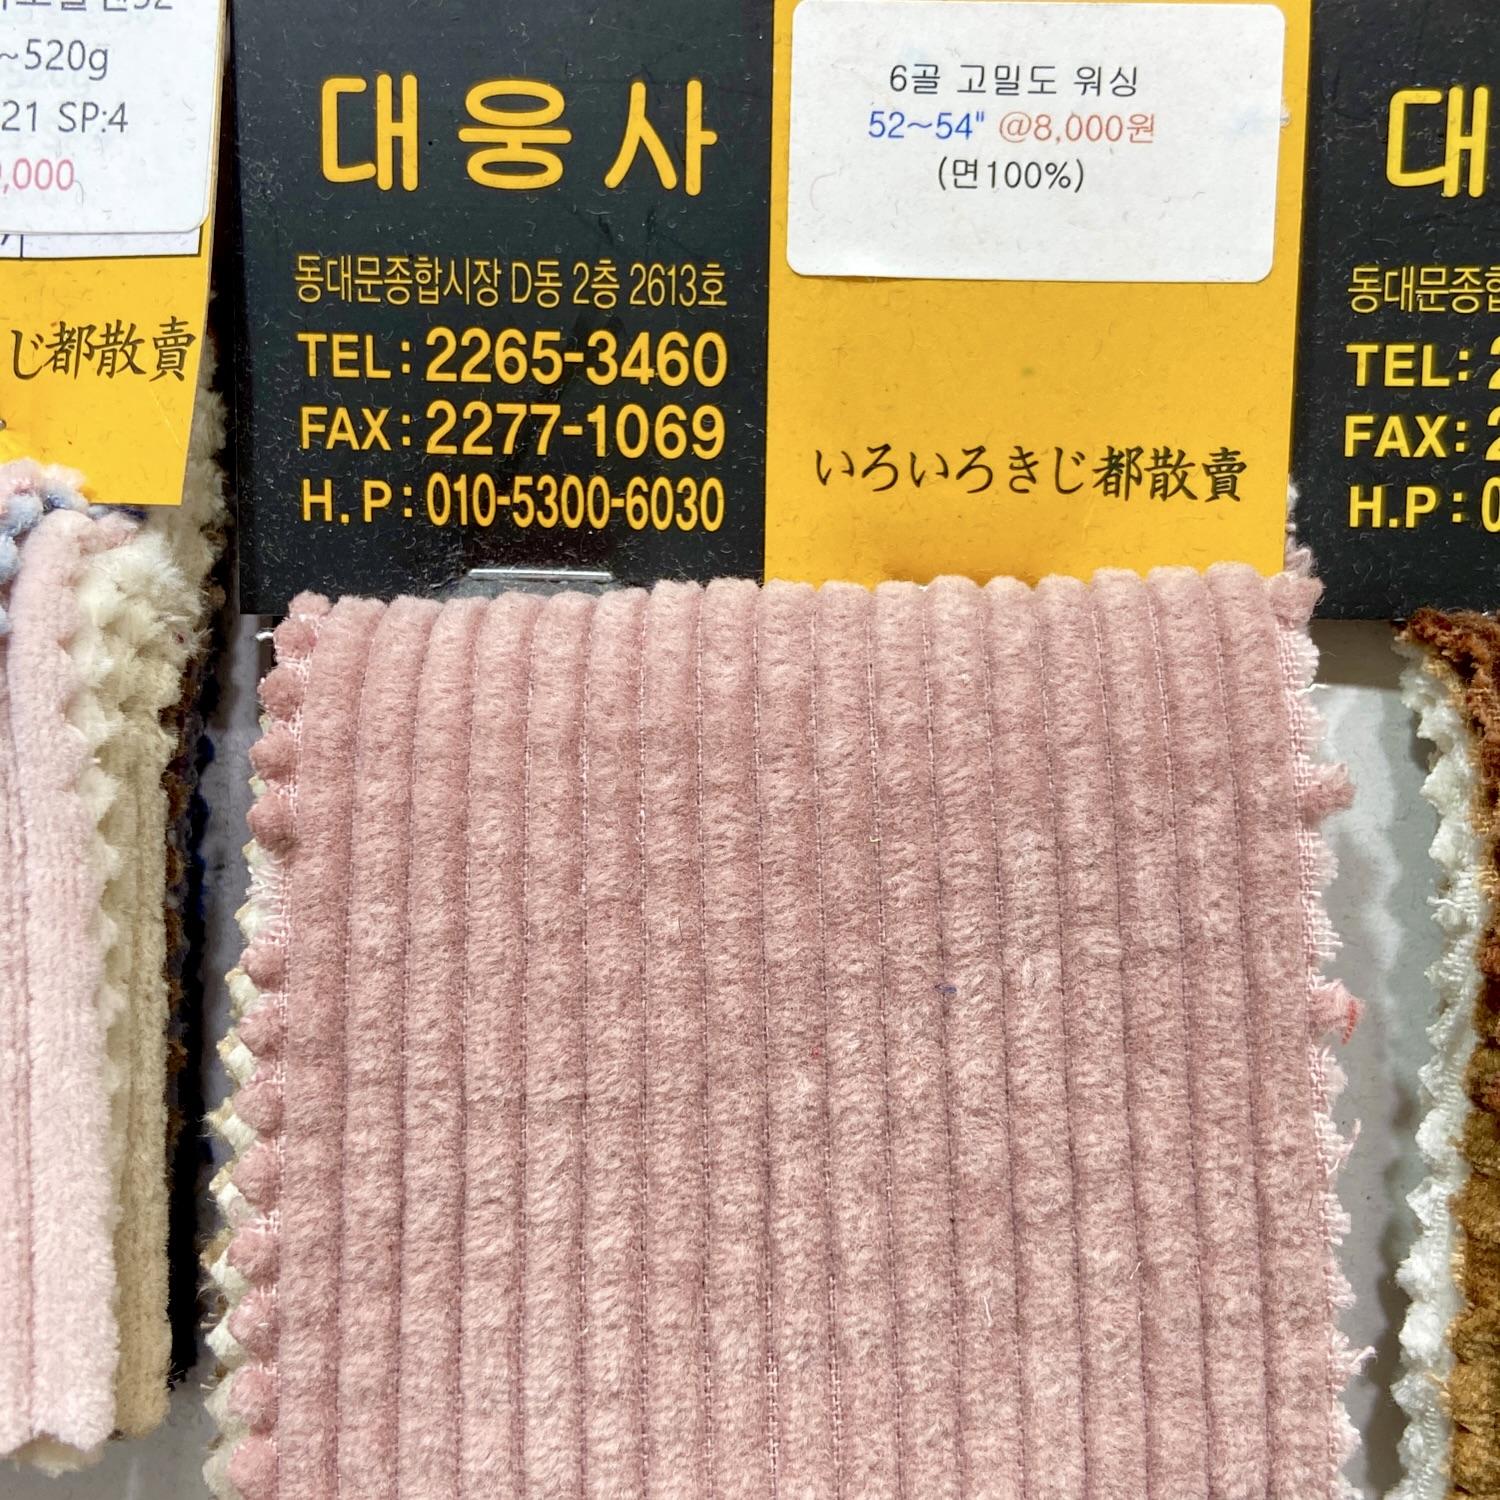 ~520g
21 SP:4
,000
じ都散賣
대웅사
동대문종합시장 D동 2층 2613호
TEL: 2265-3460
FAX: 2277-1069
H.P: 010-5300-6030
6골 고밀도 워싱
52~54" @8,000원
(면100%)
いろいろきじ都散賣
대
동대문종합
TEL: 2
FAX: 2
H.P: 0